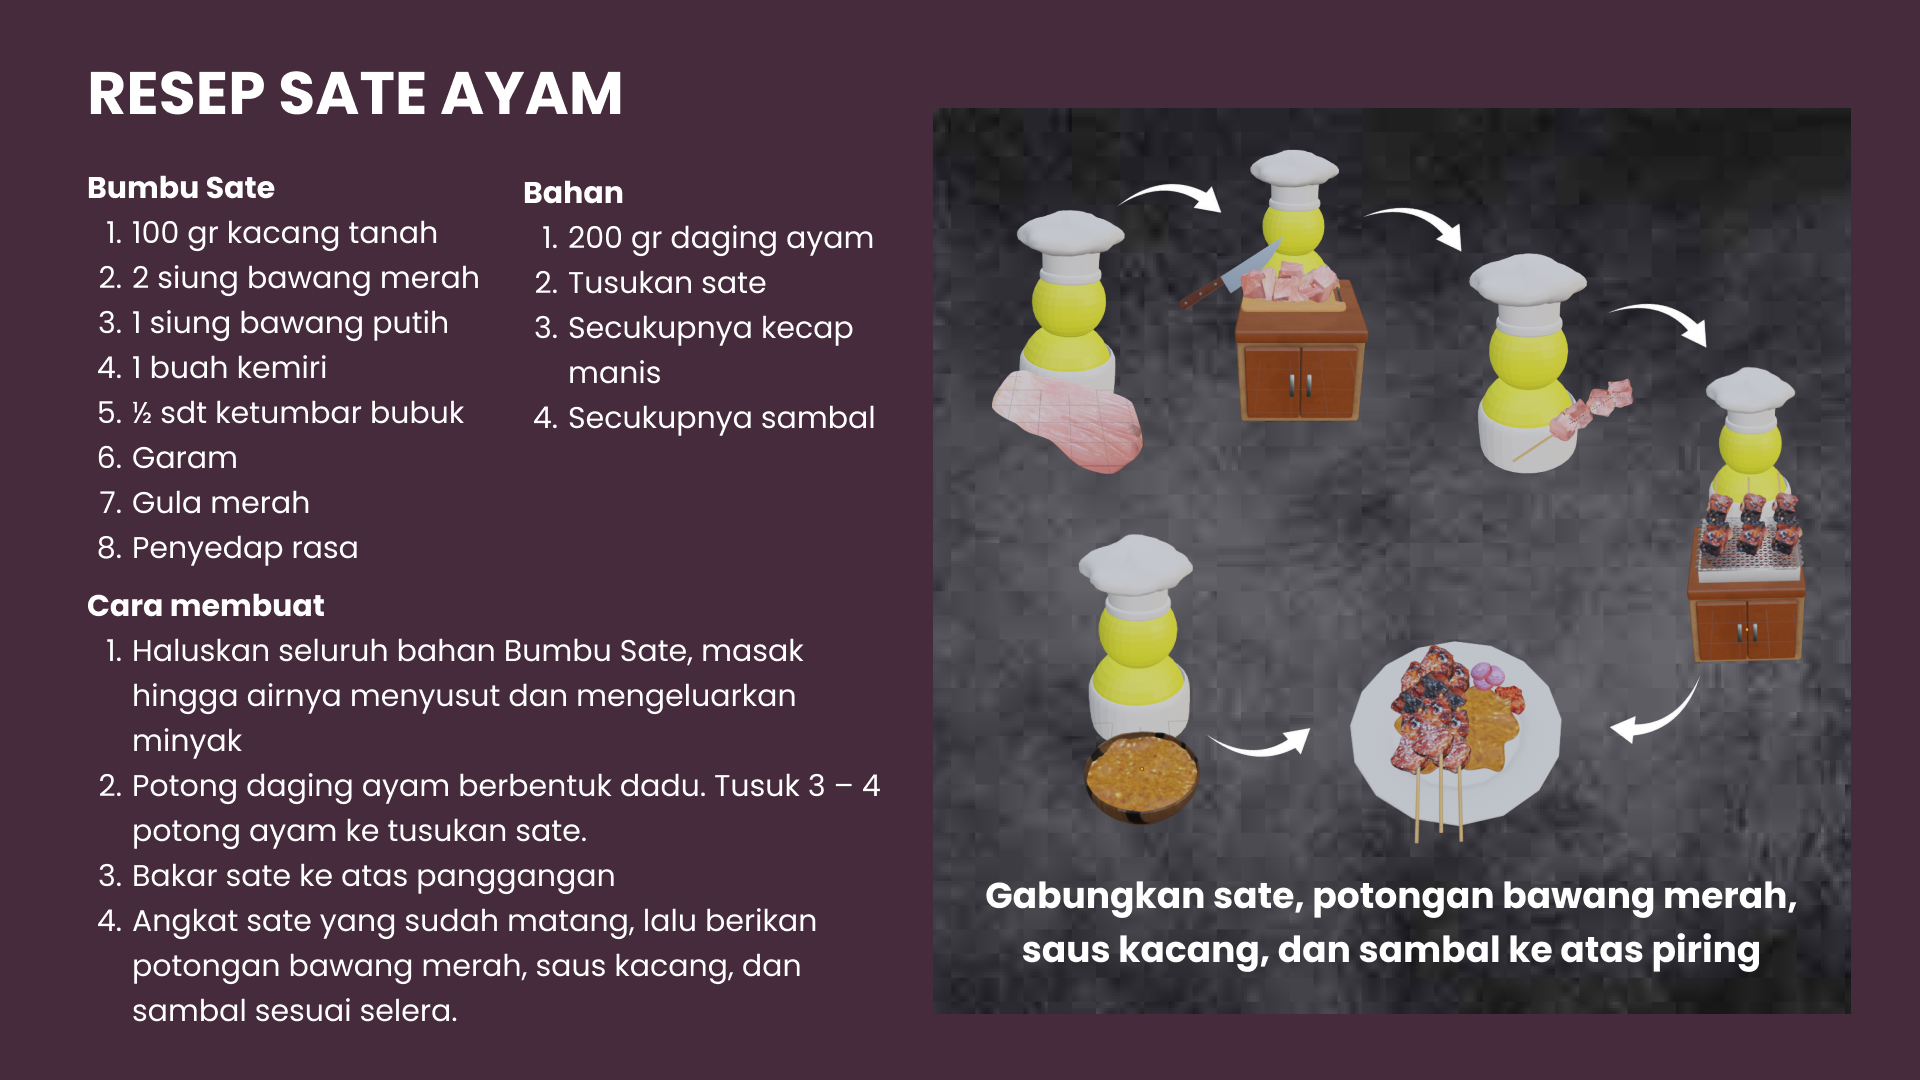 RESEP SATE AYAM
Bumbu Sate
1. 100 gr kacang tanah
2. 2 siung bawang merah
3. 1 siung bawang putih
4. 1 buah kemiri
5. ½ sdt ketumbar bubuk
6. Garam
7. Gula merah
8. Penyedap rasa
Bahan
1. 200 gr daging ayam
2. Tusukan sate
3. Secukupnya kecap
manis
4. Secukupnya sambal
Cara membuat
1. Haluskan seluruh bahan Bumbu Sate, masak
hingga airnya menyusut dan mengeluarkan
minyak
2. Potong daging ayam berbentuk dadu. Tusuk 3 – 4
potong ayam ke tusukan sate.
3. Bakar sate ke atas panggangan
4. Angkat sate yang sudah matang, lalu berikan
potongan bawang merah, saus kacang, dan
sambal sesuai selera.
Gabungkan sate, potongan bawang merah,
saus kacang, dan sambal ke atas piring